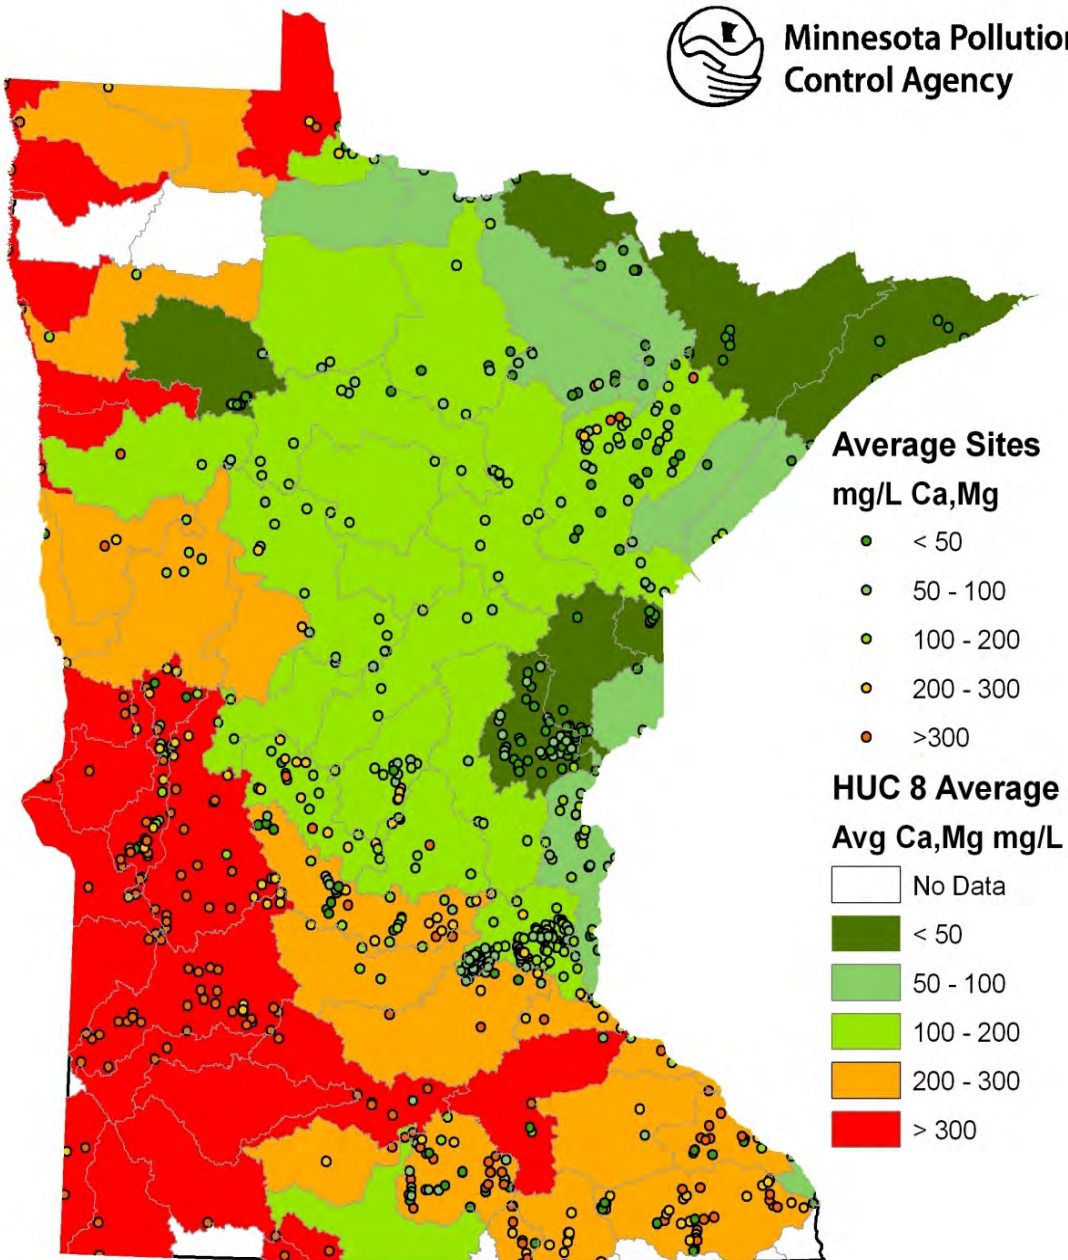 Minnesota Pollution
Control Agency
Average Sites
mg/L Ca,Mg
< 50
50 - 100
100 - 200
200 - 300
>300
HUC 8 Average
Avg Ca,Mg mg/L
No Data
< 50
50 - 100
100 - 200
200 - 300
> 300